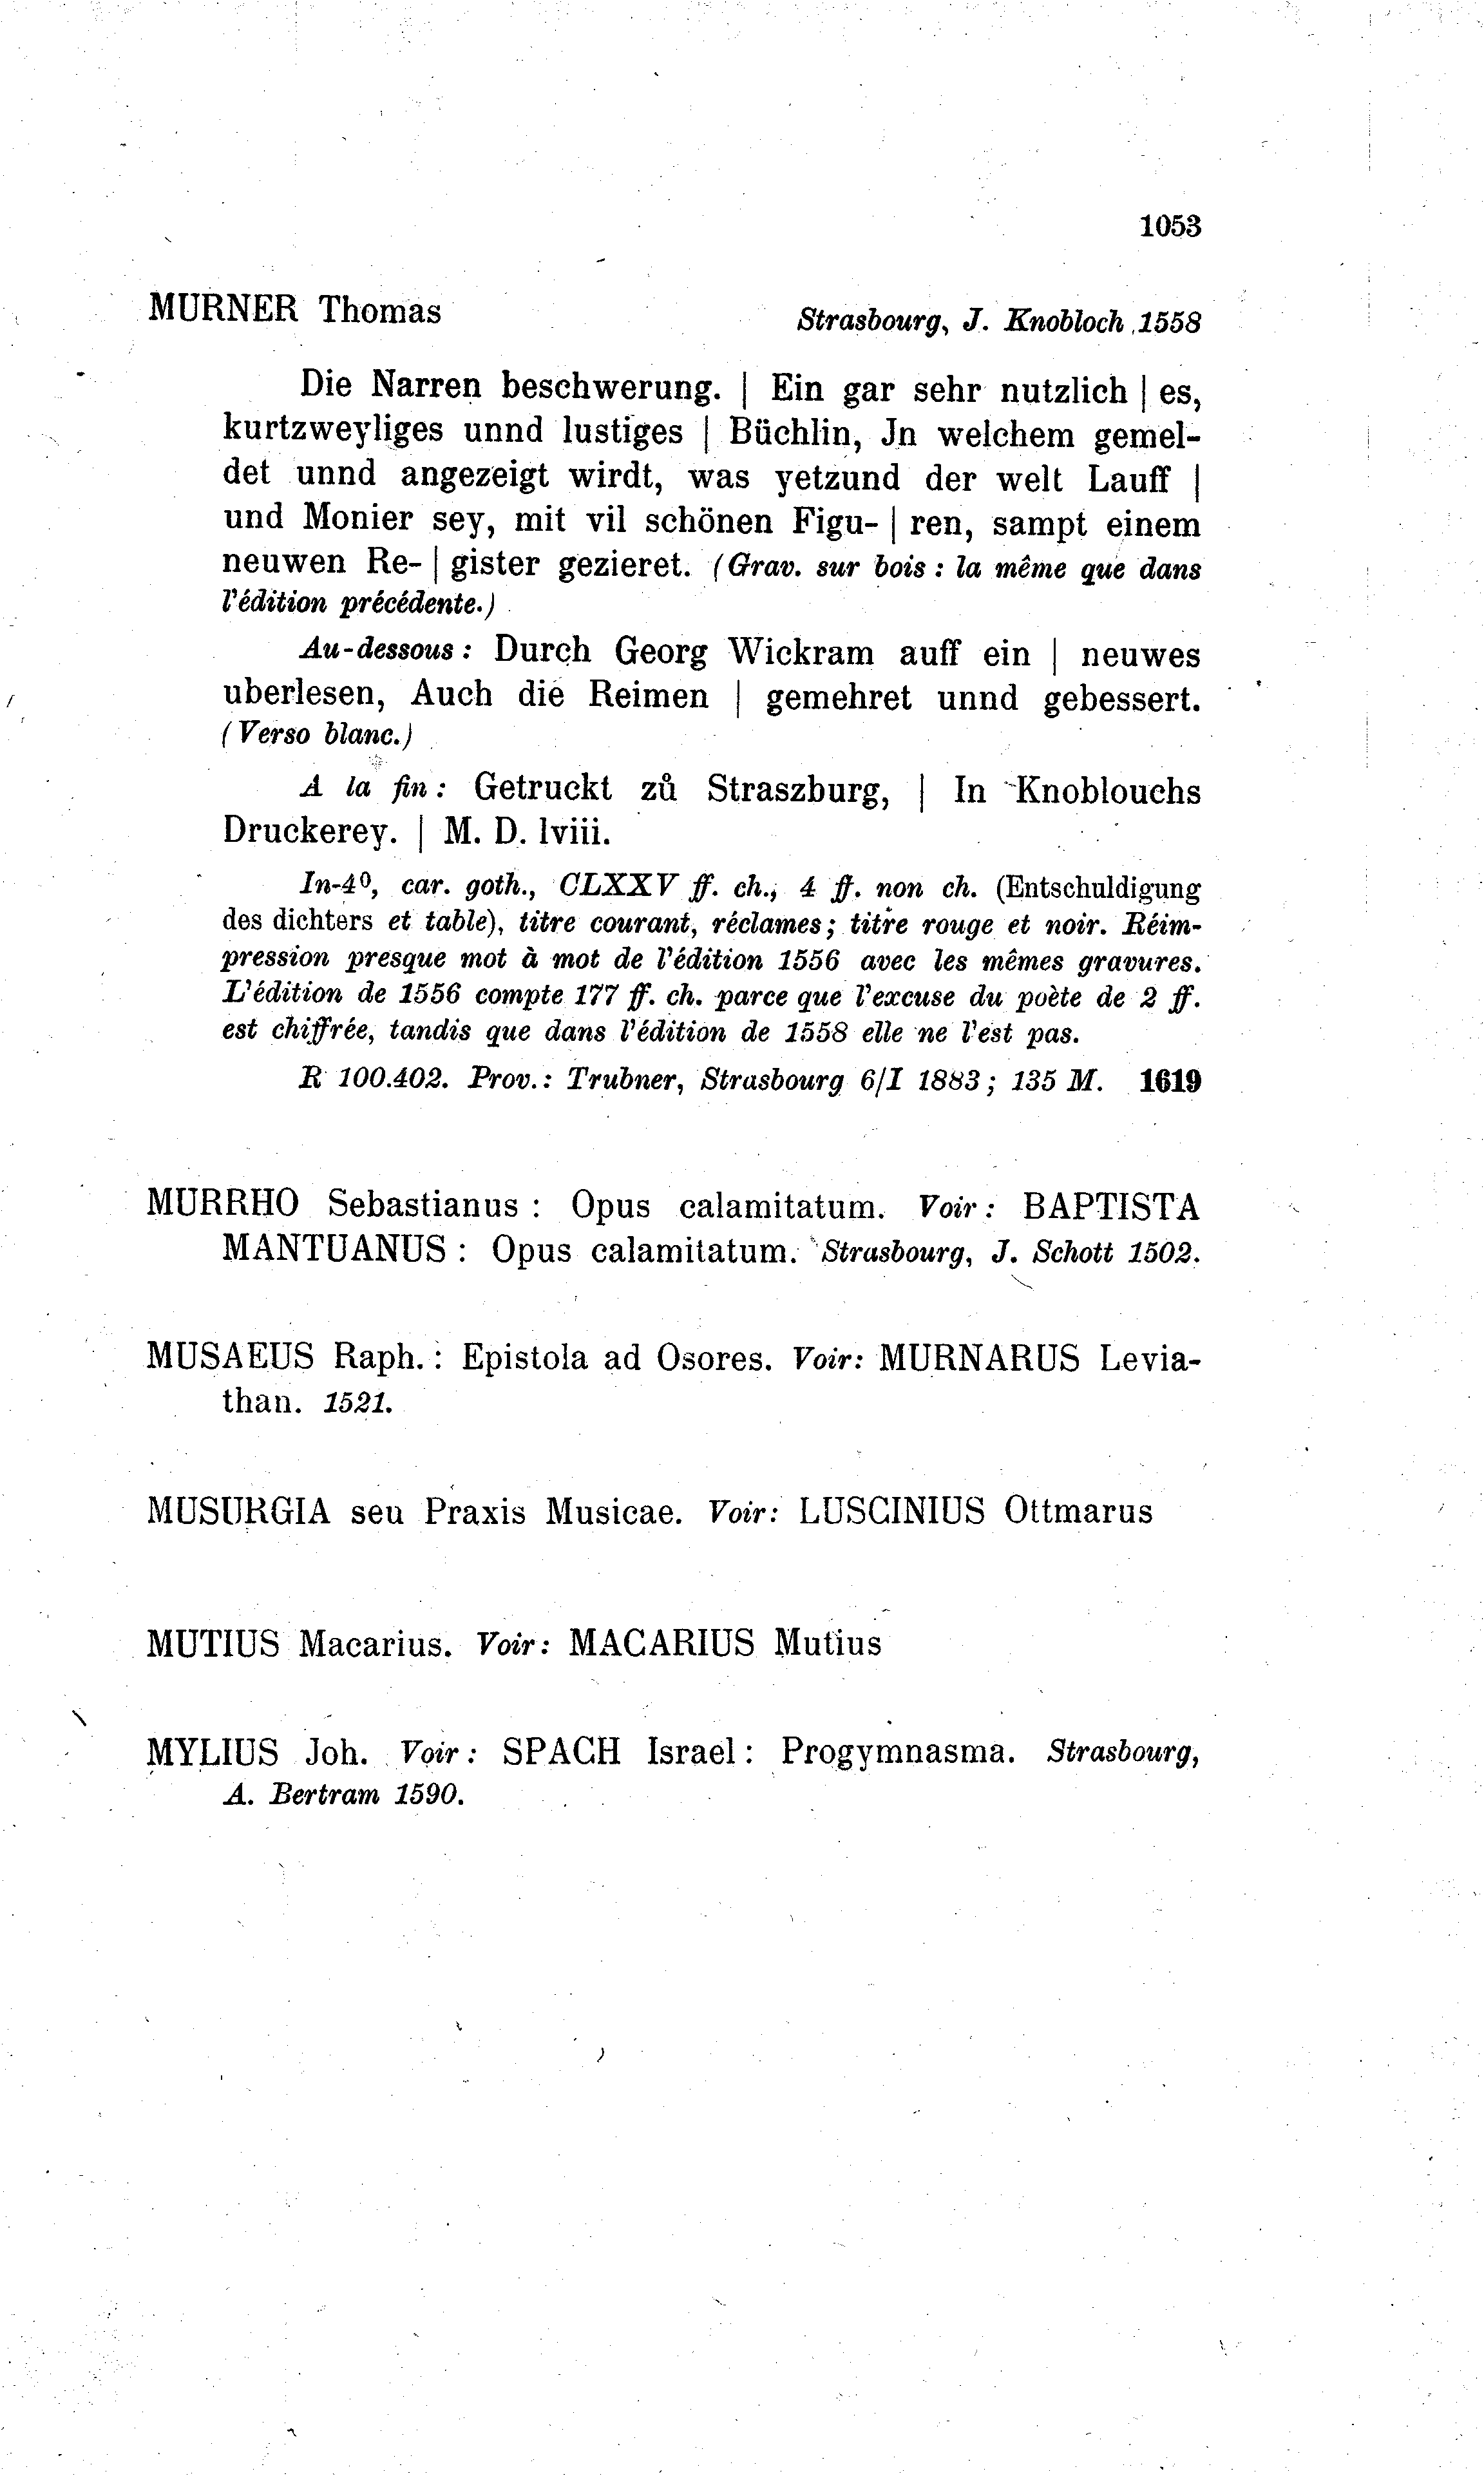 1053
MURNER Thomas
Strasbourg, J. Knobloch 1558
Die Narren beschwerung. | Ein gar sehr nutzlich | es,
kurtzweyliges unnd lustiges | Büchlin, Jn welchem gemel-
det unnd angezeigt wirdt, was yetzund der welt Lauff |
und Monier sey, mit vil schönen Figu- | ren, sampt einem
neuwen Re- | gister gezieret. (Grav. sur bois : la même que dans
l'édition précédente.)
Au-dessous : Durch Georg Wickram auff ein | neuwes
uberlesen, Auch die Reimen | gemehret unnd gebessert.
(Verso blanc.)
A la fin : Getruckt zů Straszburg, | In Knoblouchs
Druckerey. | M. D. lviii.
In-4º, car. goth., CLXXV ff. ch., 4 ff. non ch. (Entschuldigung
des dichters et table), titre courant, réclames ; titre rouge et noir. Réim-
pression presque mot à mot de l'édition 1556 avec les mêmes gravures.
L'édition de 1556 compte 177 ff. ch. parce que l'excuse du poète de 2 ff.
est chiffrée, tandis que dans l'édition de 1558 elle ne l'est pas.
R 100.402. Prov.: Trubner, Strasbourg 6/I 1883 ; 135 M. 1619
MURRHO Sebastianus : Opus calamitatum. Voir : BAPTISTA
MANTUANUS : Opus calamitatum. Strasbourg, J. Schott 1502.
MUSAEUS Raph. : Epistola ad Osores. Voir: MURNARUS Levia-
than. 1521.
MUSURGIA seu Praxis Musicae. Voir: LUSCINIUS Ottmarus
MUTIUS Macarius. Voir: MACARIUS Mutius
MYLIUS Joh. Voir : SPACH Israel : Progymnasma. Strasbourg,
A. Bertram 1590.